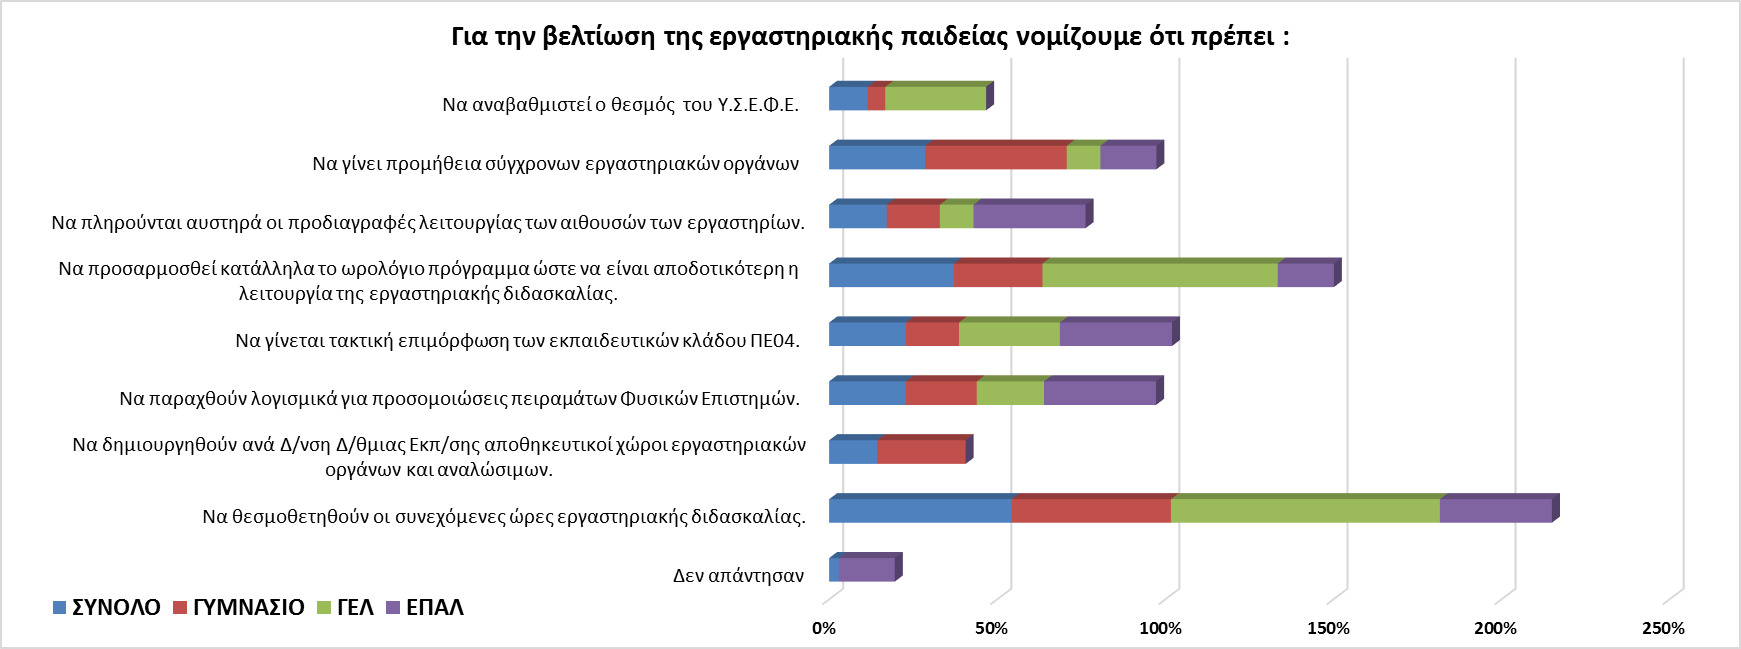 Για την βελτίωση της εργαστηριακής παιδείας νομίζουμε ότι πρέπει :
Να αναβαθμιστεί ο θεσμός του Υ.Σ.Ε.Φ.Ε.
Να γίνει προμήθεια σύγχρονων εργαστηριακών οργάνων
Να πληρούνται αυστηρά οι προδιαγραφές λειτουργίας των αιθουσών των εργαστηρίων.
Να προσαρμοσθεί κατάλληλα το ωρολόγιο πρόγραμμα ώστε να είναι αποδοτικότερη η
λειτουργία της εργαστηριακής διδασκαλίας.
Να γίνεται τακτική επιμόρφωση των εκπαιδευτικών κλάδου ΠΕ04.
Να παραχθούν λογισμικά για προσομοιώσεις πειραμάτων Φυσικών Επιστημών.
Να δημιουργηθούν ανά Δ/νση Δ/θμιας Εκπ/σης αποθηκευτικοί χώροι εργαστηριακών
οργάνων και αναλώσιμων.
Να θεσμοθετηθούν οι συνεχόμενες ώρες εργαστηριακής διδασκαλίας.
Δεν απάντησαν
ΣΥΝΟΛΟ ΓΥΜΝΑΣΙΟ ΓΕΛ ΕΠΑΛ
0% 50% 100% 150% 200% 250%